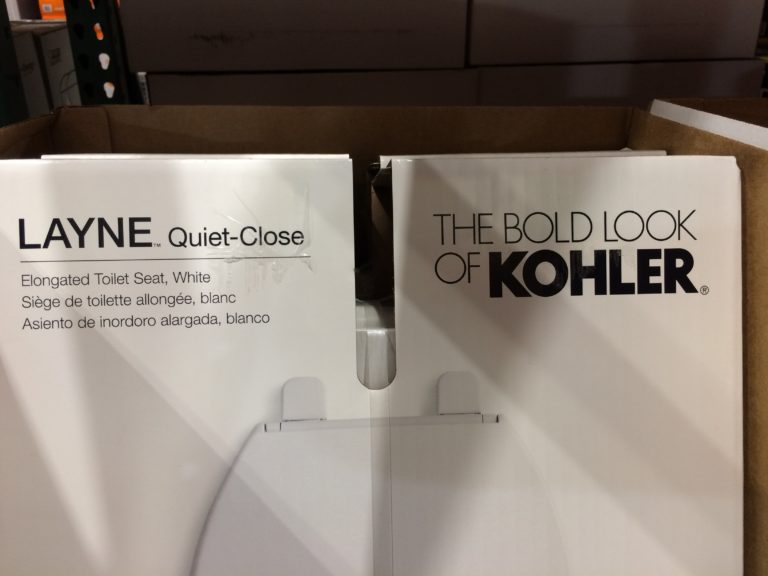 LAYNE™ Quiet-Close
Elongated Toilet Seat, White
Siège de toilette allongée, blanc
Asiento de inordoro alargada, blanco
THE BOLD LOOK
OF KOHLER®